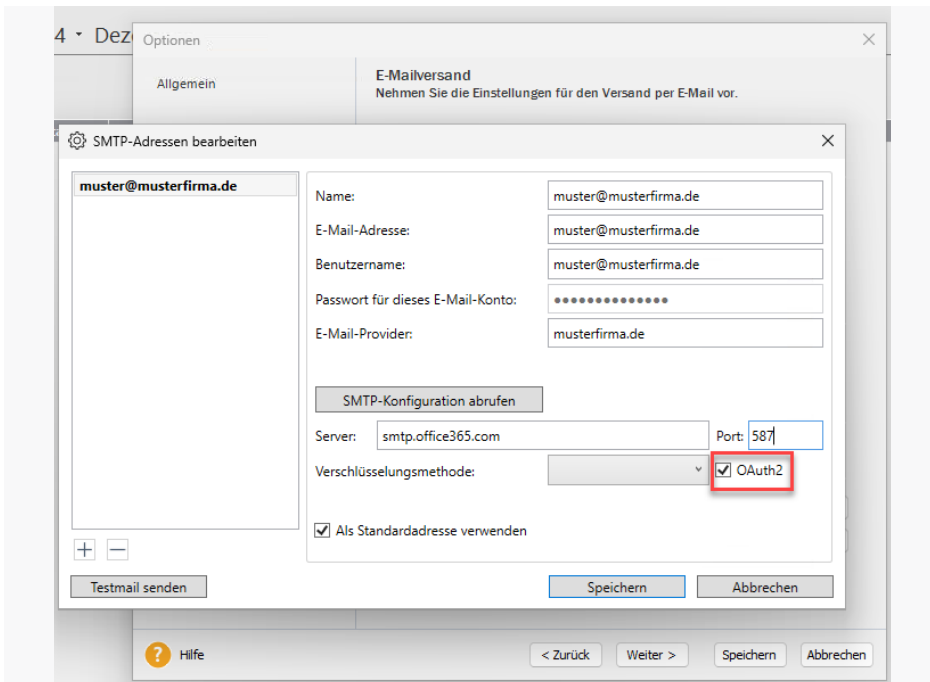 4 Deze
Optionen
Allgemein
E-Mailversand
Nehmen Sie die Einstellungen für den Versand per E-Mail vor.
SMTP-Adressen bearbeiten
muster@musterfirma.de
Name: muster@musterfirma.de
E-Mail-Adresse: muster@musterfirma.de
Benutzername: muster@musterfirma.de
Passwort für dieses E-Mail-Konto: ••••••••••••••
E-Mail-Provider: musterfirma.de
SMTP-Konfiguration abrufen
Server: smtp.office365.com Port: 587
Verschlüsselungsmethode: OAuth2
Als Standardadresse verwenden
Testmail senden Speichern Abbrechen
? Hilfe < Zurück Weiter > Speichern Abbrechen